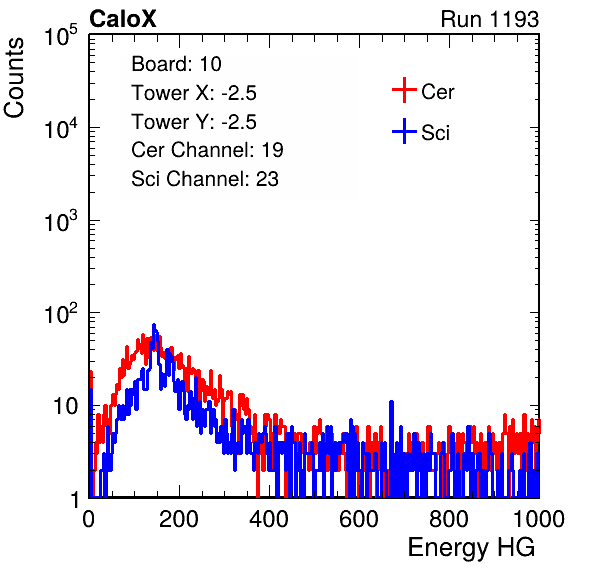 CaloX Run 1193
Counts
10^5
10^4
10^3
10^2
10
1
Board: 10
Tower X: -2.5
Tower Y: -2.5
Cer Channel: 19
Sci Channel: 23
Cer
Sci
0 200 400 600 800 1000
Energy HG